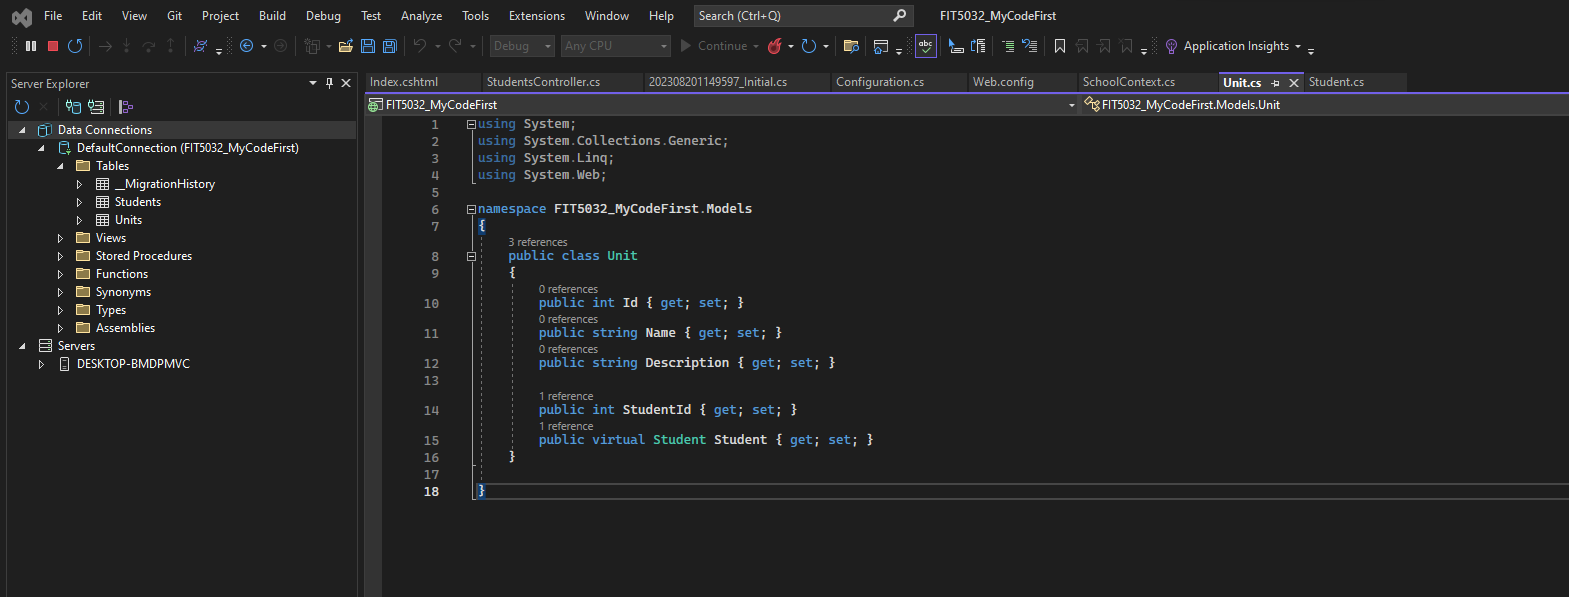 File Edit View Git Project Build Debug Test Analyze Tools Extensions Window Help Search (Ctrl+Q) FIT5032_MyCodeFirst
Debug Any CPU Continue abc Application Insights
Server Explorer
Data Connections
DefaultConnection (FIT5032_MyCodeFirst)
Tables
__MigrationHistory
Students
Units
Views
Stored Procedures
Functions
Synonyms
Types
Assemblies
Servers
DESKTOP-BMDPMVC
Index.cshtml StudentsController.cs 202308201149597_Initial.cs Configuration.cs Web.config SchoolContext.cs Unit.cs Student.cs
FIT5032_MyCodeFirst FIT5032_MyCodeFirst.Models.Unit
1 using System;
2 using System.Collections.Generic;
3 using System.Linq;
4 using System.Web;
5
6 namespace FIT5032_MyCodeFirst.Models
7 {
3 references
8 public class Unit
9 {
0 references
10 public int Id { get; set; }
0 references
11 public string Name { get; set; }
0 references
12 public string Description { get; set; }
13
1 reference
14 public int StudentId { get; set; }
1 reference
15 public virtual Student Student { get; set; }
16 }
17
18 }